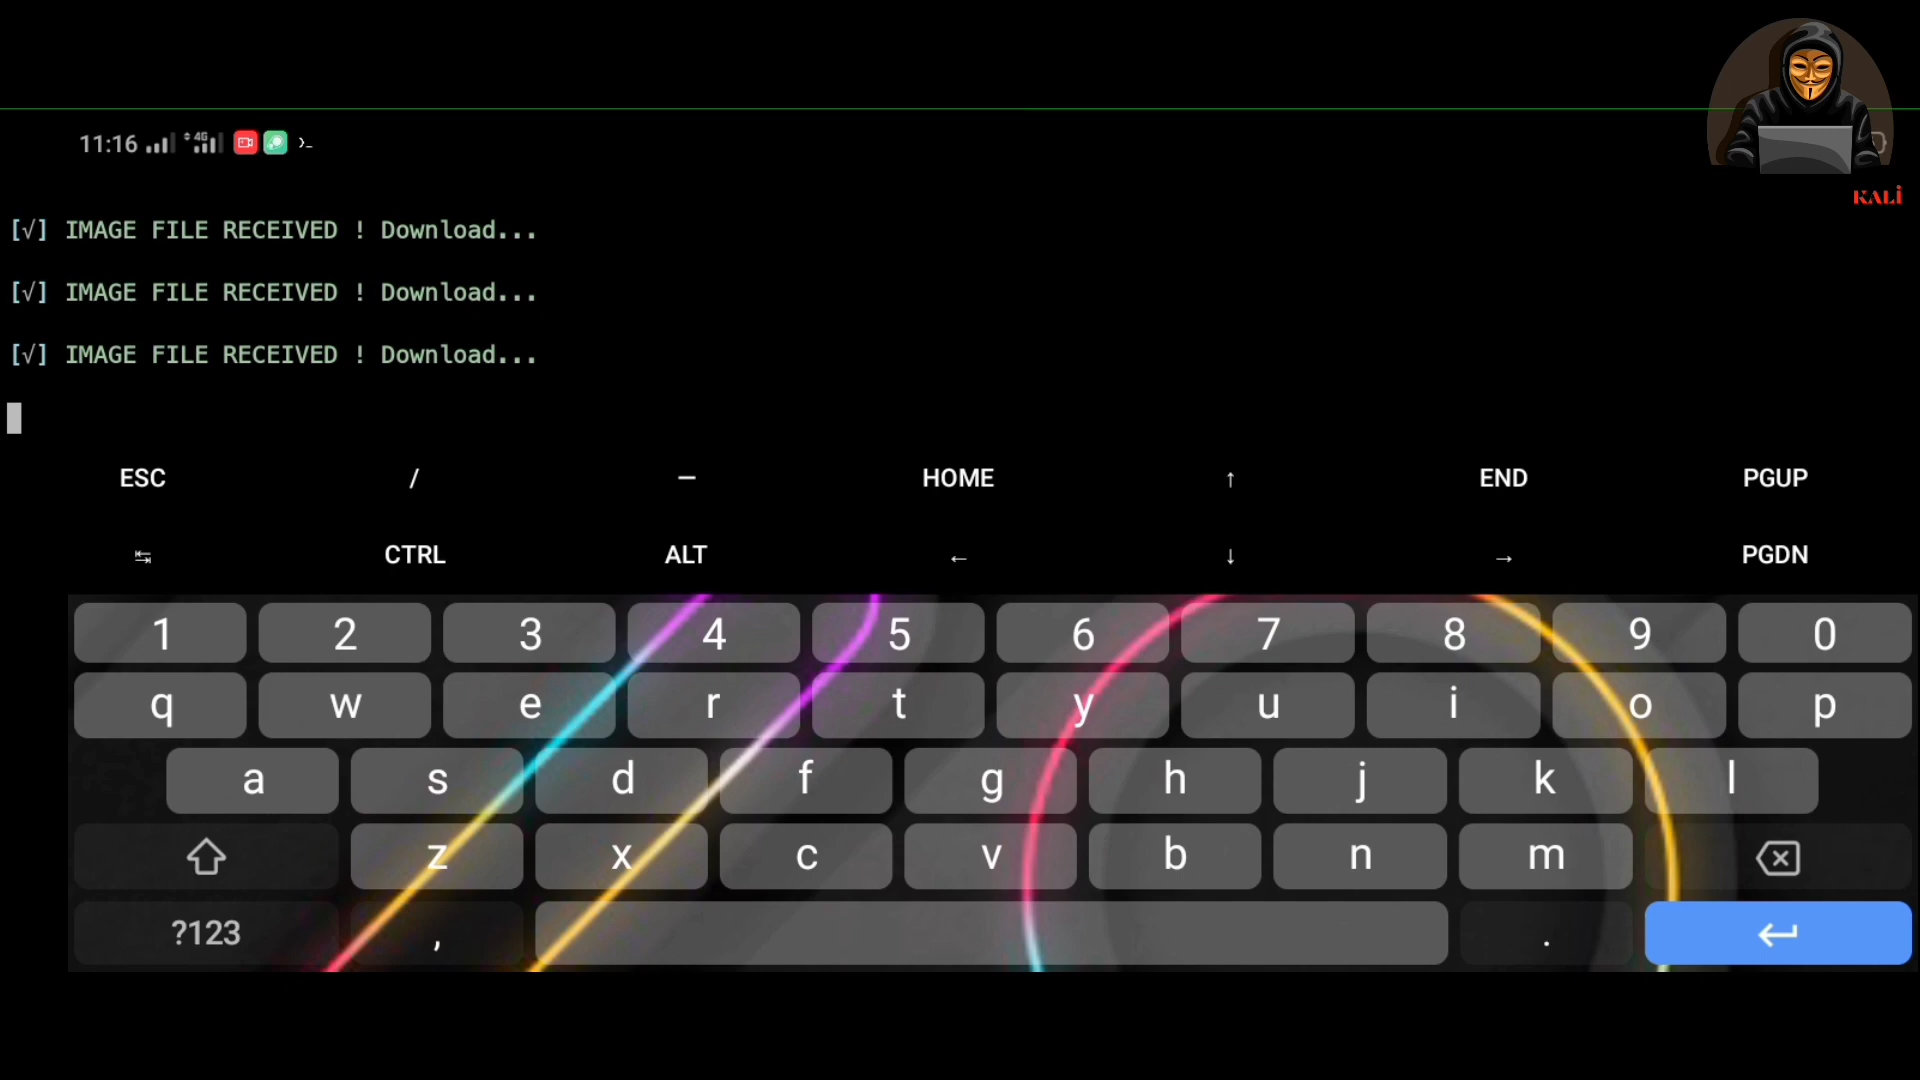 11:16 4G >_
KALİ
[√] IMAGE FILE RECEIVED ! Download...
[√] IMAGE FILE RECEIVED ! Download...
[√] IMAGE FILE RECEIVED ! Download...
ESC / — HOME ↑ END PGUP
↹ CTRL ALT ← ↓ → PGDN
1 2 3 4 5 6 7 8 9 0
q w e r t y u i o p
a s d f g h j k l
z x c v b n m
?123 , .